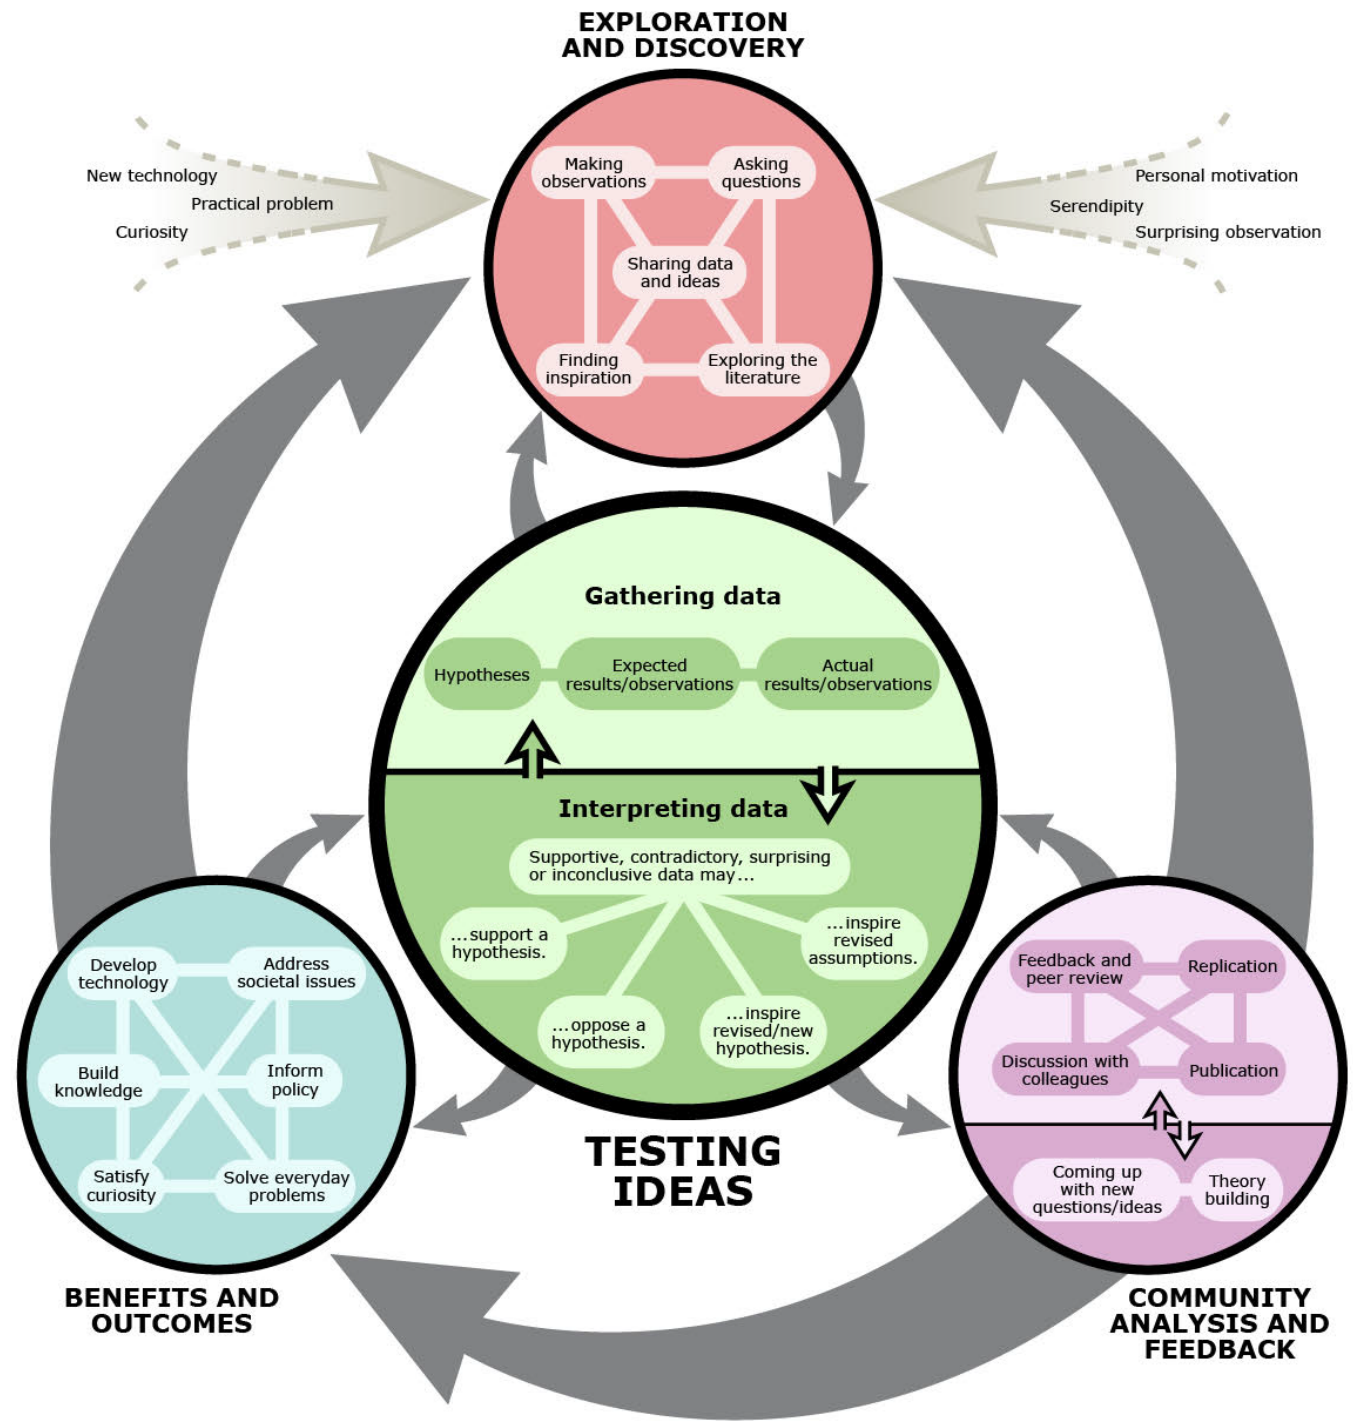 EXPLORATION
AND DISCOVERY
New technology
Practical problem
Curiosity
Personal motivation
Serendipity
Surprising observation
Making
observations
Asking
questions
Sharing data
and ideas
Finding
inspiration
Exploring the
literature
Gathering data
Hypotheses
Expected
results/observations
Actual
results/observations
Interpreting data
Supportive, contradictory, surprising
or inconclusive data may...
...support a
hypothesis.
...oppose a
hypothesis.
...inspire
revised/new
hypothesis.
...inspire
revised
assumptions.
TESTING
IDEAS
Develop
technology
Address
societal issues
Build
knowledge
Inform
policy
Satisfy
curiosity
Solve everyday
problems
BENEFITS AND
OUTCOMES
Feedback and
peer review
Replication
Discussion with
colleagues
Publication
Coming up
with new
questions/ideas
Theory
building
COMMUNITY
ANALYSIS AND
FEEDBACK